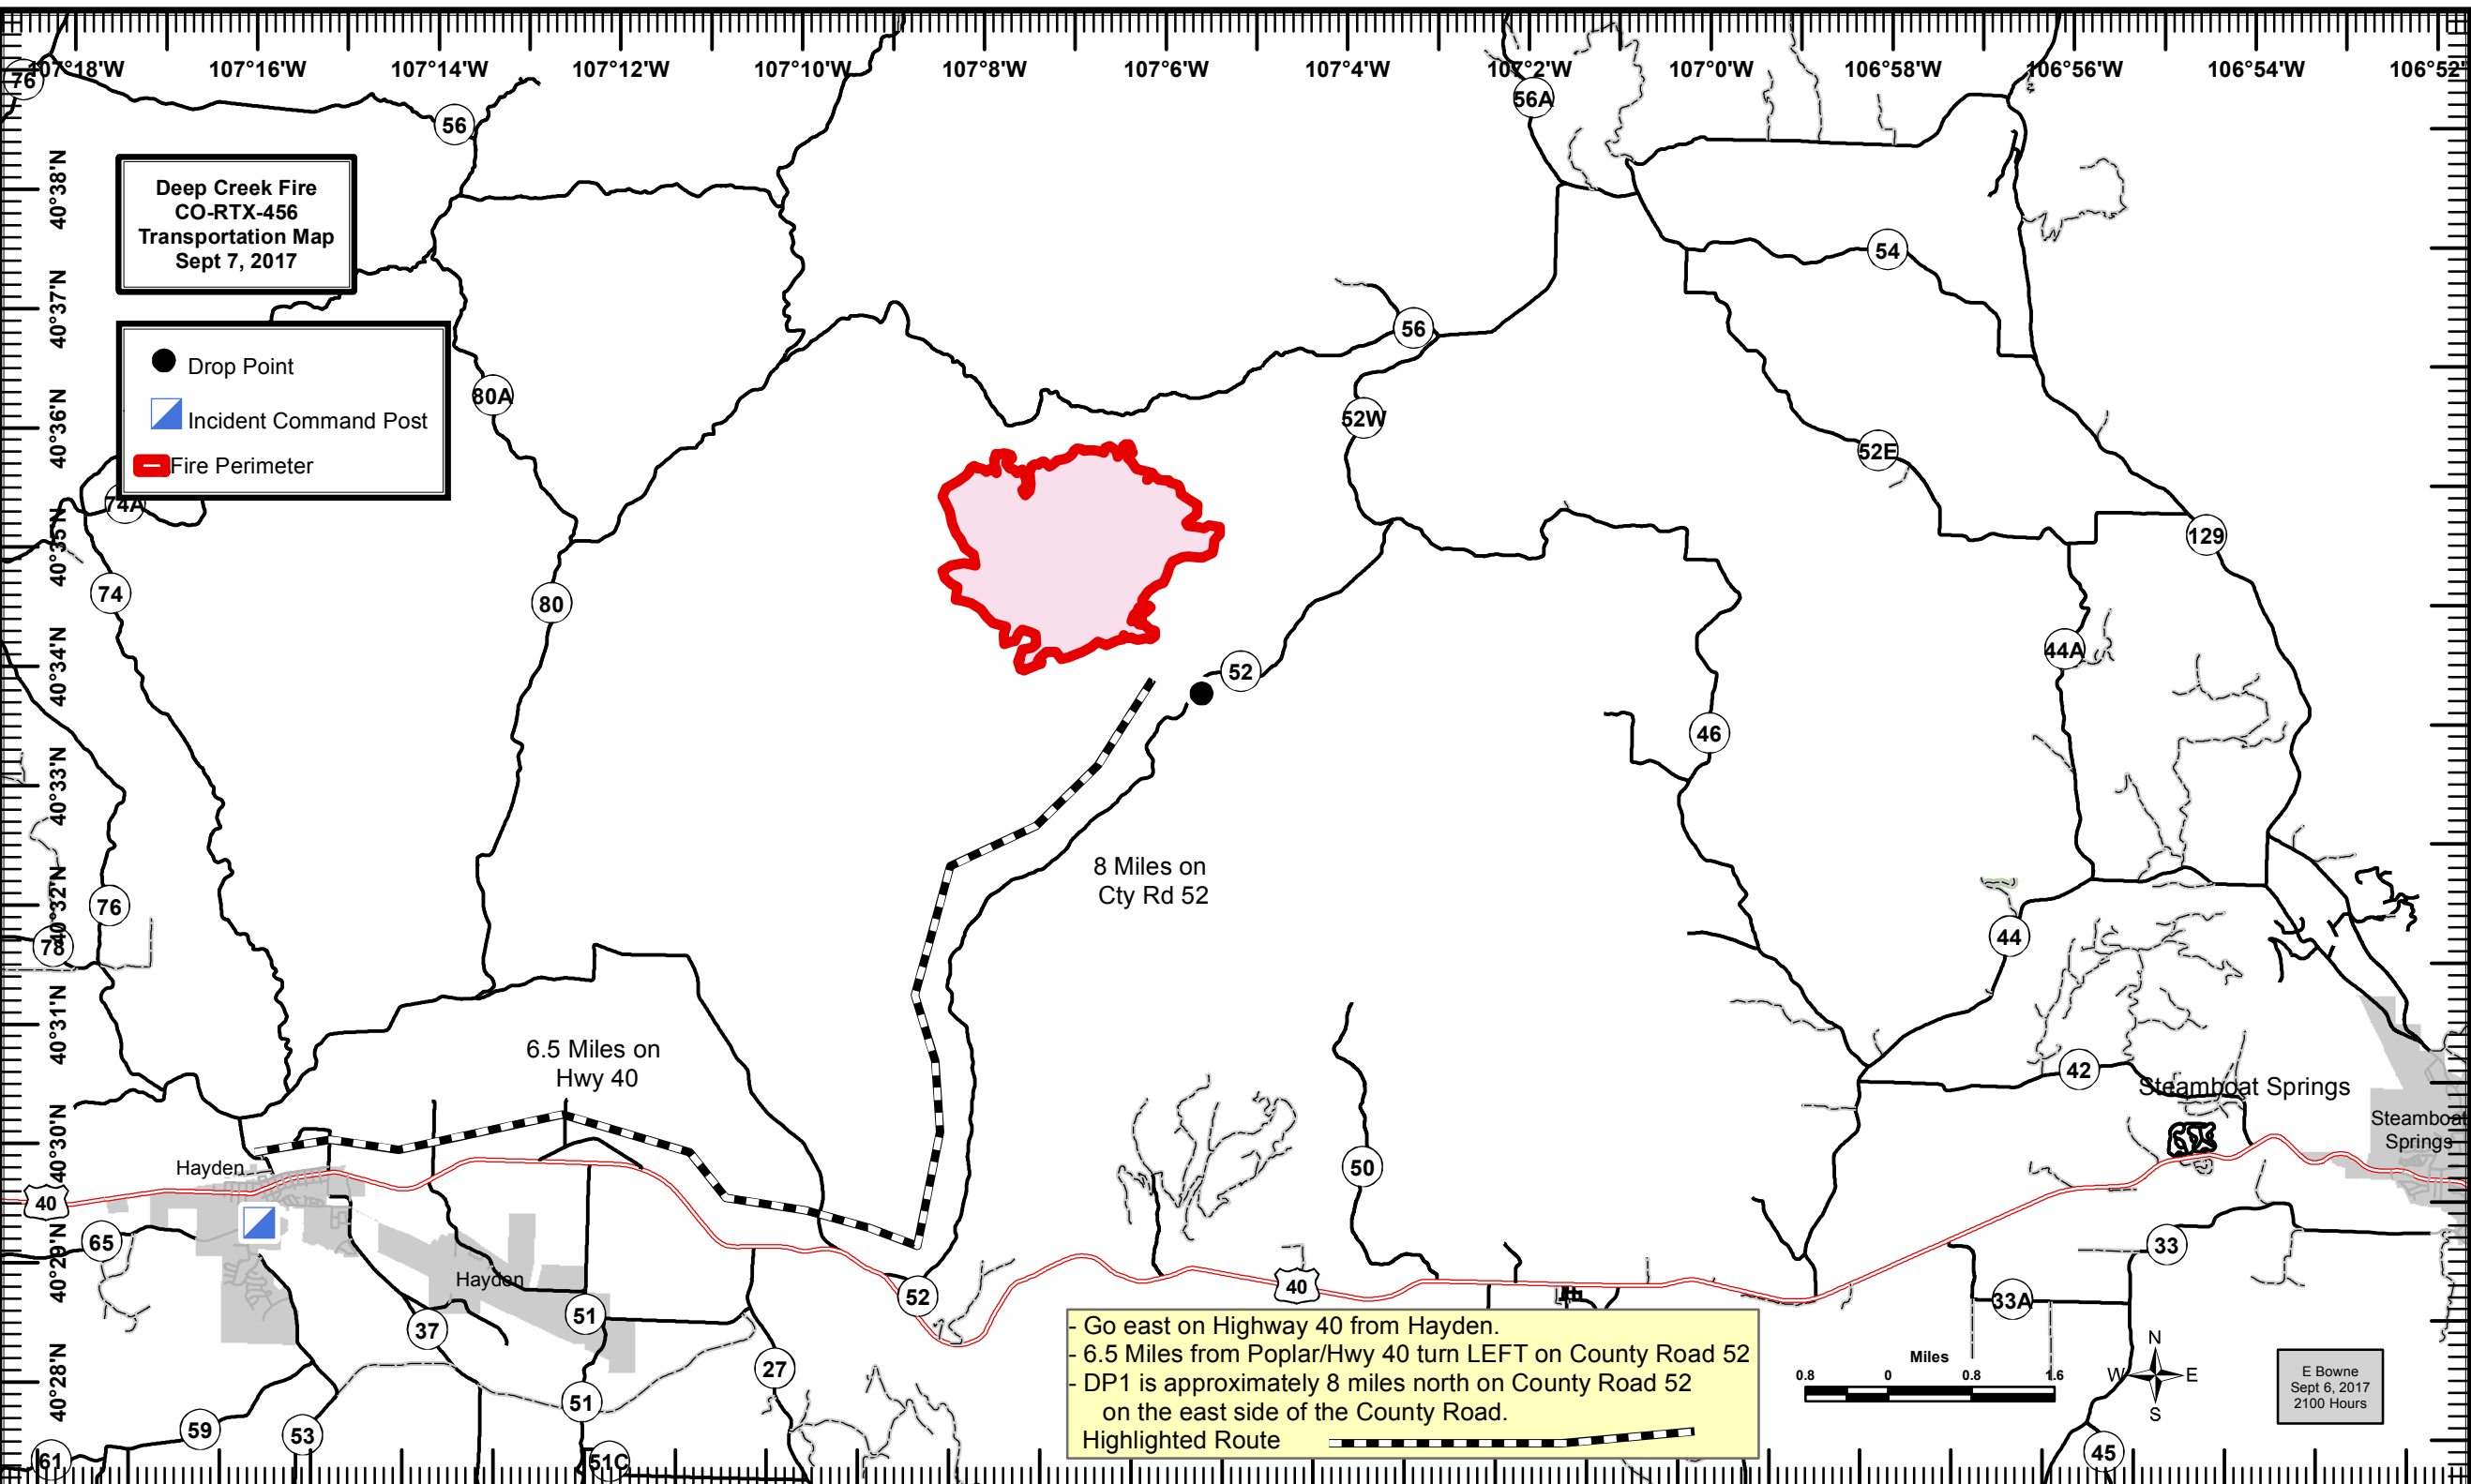 107°18'W 107°16'W 107°14'W 107°12'W 107°10'W 107°8'W 107°6'W 107°4'W 107°2'W 107°0'W 106°58'W 106°56'W 106°54'W 106°52'
76
56
56A
40°38'N
40°37'N
40°36'N
40°35'N
40°34'N
40°33'N
40°32'N
40°31'N
40°30'N
40°29'N
40°28'N
Deep Creek Fire
CO-RTX-456
Transportation Map
Sept 7, 2017
Drop Point
Incident Command Post
Fire Perimeter
54
56
80A
52W
52E
74A
129
74
80
44A
52
46
8 Miles on
Cty Rd 52
76
78
44
6.5 Miles on
Hwy 40
42
Steamboat Springs
Steamboat
Springs
Hayden
50
40
65
33
Hayden
52
40
33A
51
37
27
- Go east on Highway 40 from Hayden.
- 6.5 Miles from Poplar/Hwy 40 turn LEFT on County Road 52
- DP1 is approximately 8 miles north on County Road 52
on the east side of the County Road.
Highlighted Route
Miles
0.8 0 0.8 1.6
N
W E
S
E Bowne
Sept 6, 2017
2100 Hours
51
59
53
61
51C
45